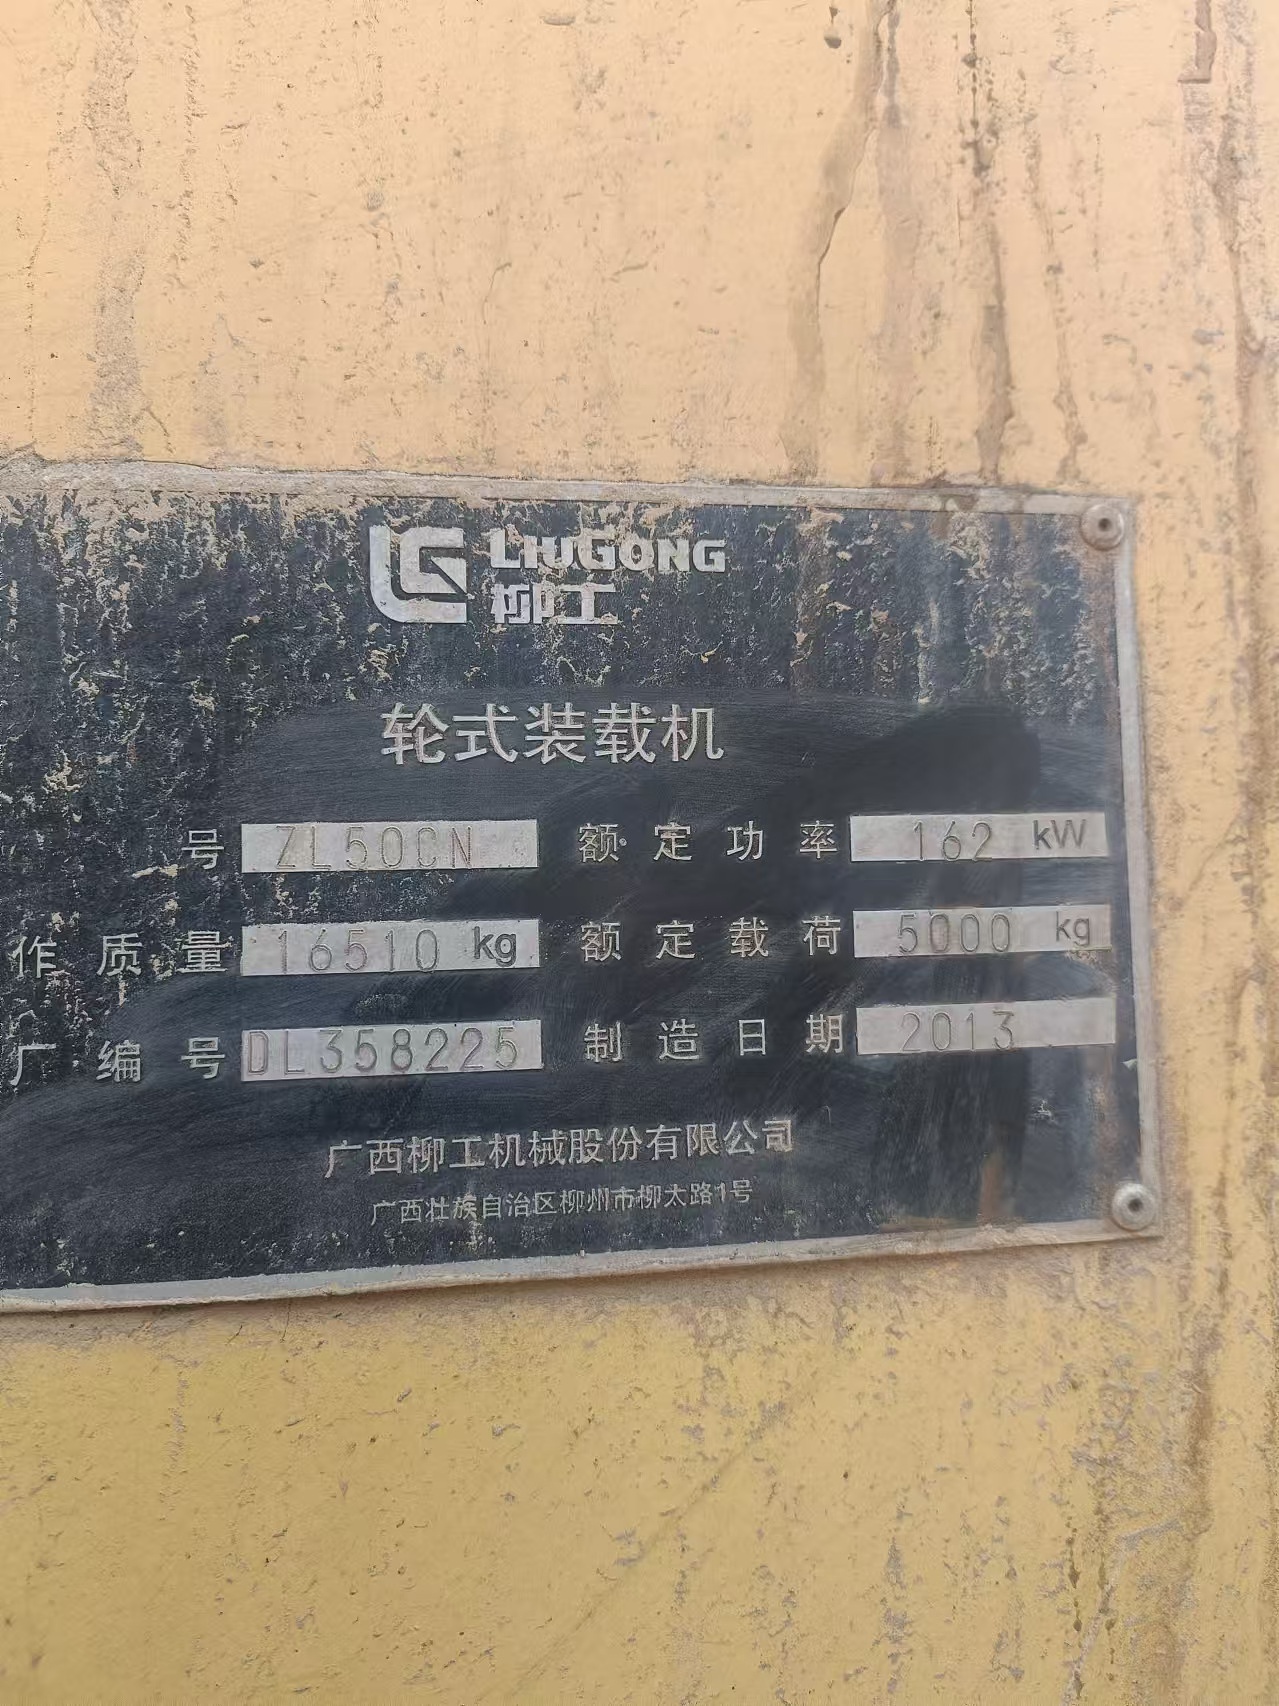 LIUGONG
柳工
轮式装载机
号 ZL50CN 额定功率 162 kW
作质量 16510 kg 额定载荷 5000 kg
厂编号 DL358225 制造日期 2013
广西柳工机械股份有限公司
广西壮族自治区柳州市柳太路1号